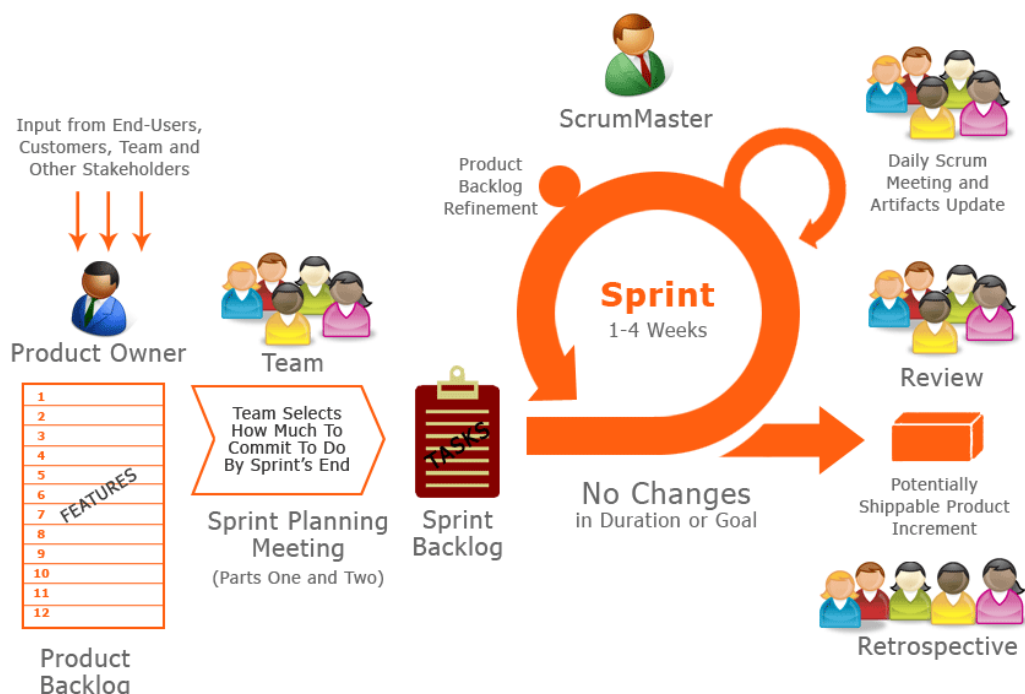 Input from End-Users,
Customers, Team and
Other Stakeholders
Product Owner
1
2
3
4
5
6
7
8
9
10
11
12
FEATURES
Product
Backlog
Team
Team Selects
How Much To
Commit To Do
By Sprint's End
Sprint Planning
Meeting
(Parts One and Two)
TASKS
Sprint
Backlog
ScrumMaster
Product
Backlog
Refinement
Sprint
1-4 Weeks
No Changes
in Duration or Goal
Daily Scrum
Meeting and
Artifacts Update
Review
Potentially
Shippable Product
Increment
Retrospective